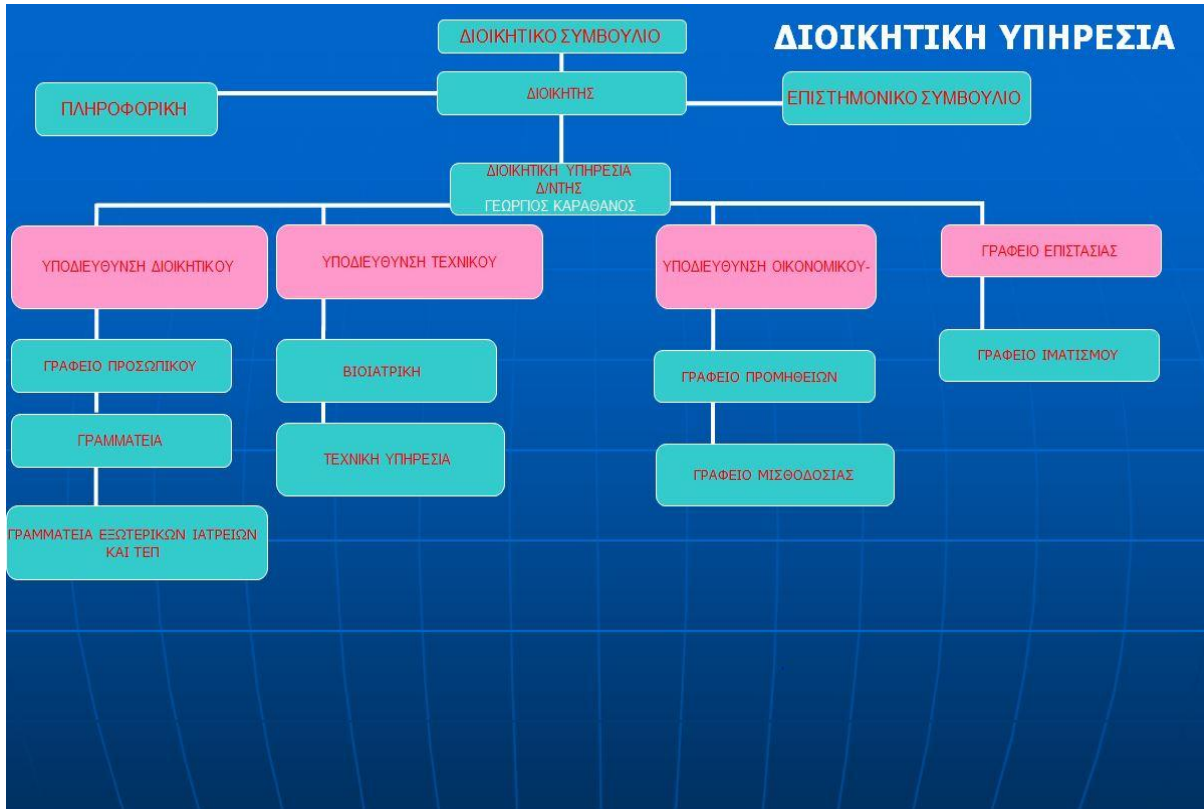 ΔΙΟΙΚΗΤΙΚΟ ΣΥΜΒΟΥΛΙΟ
ΔΙΟΙΚΗΤΙΚΗ ΥΠΗΡΕΣΙΑ
ΠΛΗΡΟΦΟΡΙΚΗ
ΔΙΟΙΚΗΤΗΣ
ΕΠΙΣΤΗΜΟΝΙΚΟ ΣΥΜΒΟΥΛΙΟ
ΔΙΟΙΚΗΤΙΚΗ ΥΠΗΡΕΣΙΑ
Δ/ΝΤΗΣ
ΓΕΩΡΓΙΟΣ ΚΑΡΑΘΑΝΟΣ
ΥΠΟΔΙΕΥΘΥΝΣΗ ΔΙΟΙΚΗΤΙΚΟΥ
ΥΠΟΔΙΕΥΘΥΝΣΗ ΤΕΧΝΙΚΟΥ
ΥΠΟΔΙΕΥΘΥΝΣΗ ΟΙΚΟΝΟΜΙΚΟΥ-
ΓΡΑΦΕΙΟ ΕΠΙΣΤΑΣΙΑΣ
ΓΡΑΦΕΙΟ ΠΡΟΣΩΠΙΚΟΥ
ΒΙΟΙΑΤΡΙΚΗ
ΓΡΑΦΕΙΟ ΠΡΟΜΗΘΕΙΩΝ
ΓΡΑΦΕΙΟ ΙΜΑΤΙΣΜΟΥ
ΓΡΑΜΜΑΤΕΙΑ
ΤΕΧΝΙΚΗ ΥΠΗΡΕΣΙΑ
ΓΡΑΦΕΙΟ ΜΙΣΘΟΔΟΣΙΑΣ
ΓΡΑΜΜΑΤΕΙΑ ΕΞΩΤΕΡΙΚΩΝ ΙΑΤΡΕΙΩΝ
ΚΑΙ ΤΕΠ